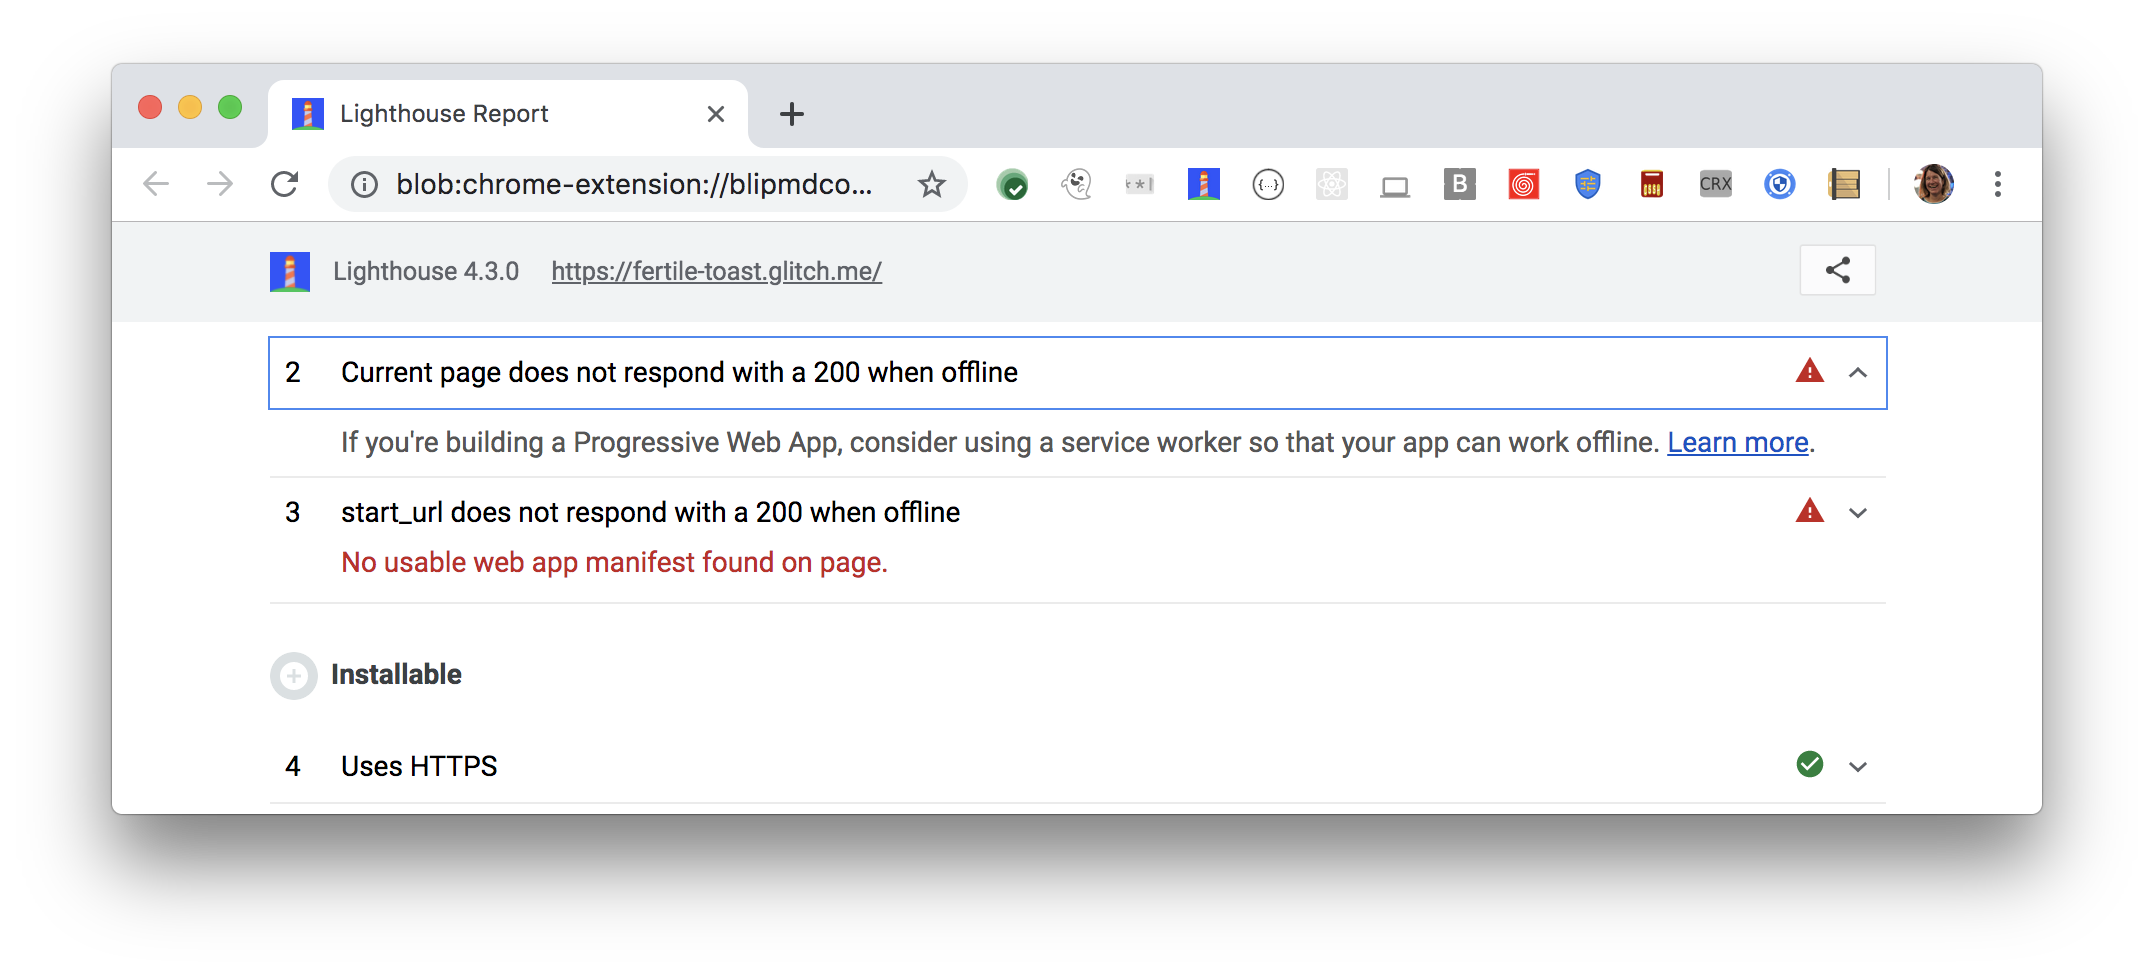 Lighthouse Report
blob:chrome-extension://blipmdco...
**|
{...}
B
CRX
Lighthouse 4.3.0 https://fertile-toast.glitch.me/
2 Current page does not respond with a 200 when offline
If you're building a Progressive Web App, consider using a service worker so that your app can work offline. Learn more.
3 start_url does not respond with a 200 when offline
No usable web app manifest found on page.
Installable
4 Uses HTTPS